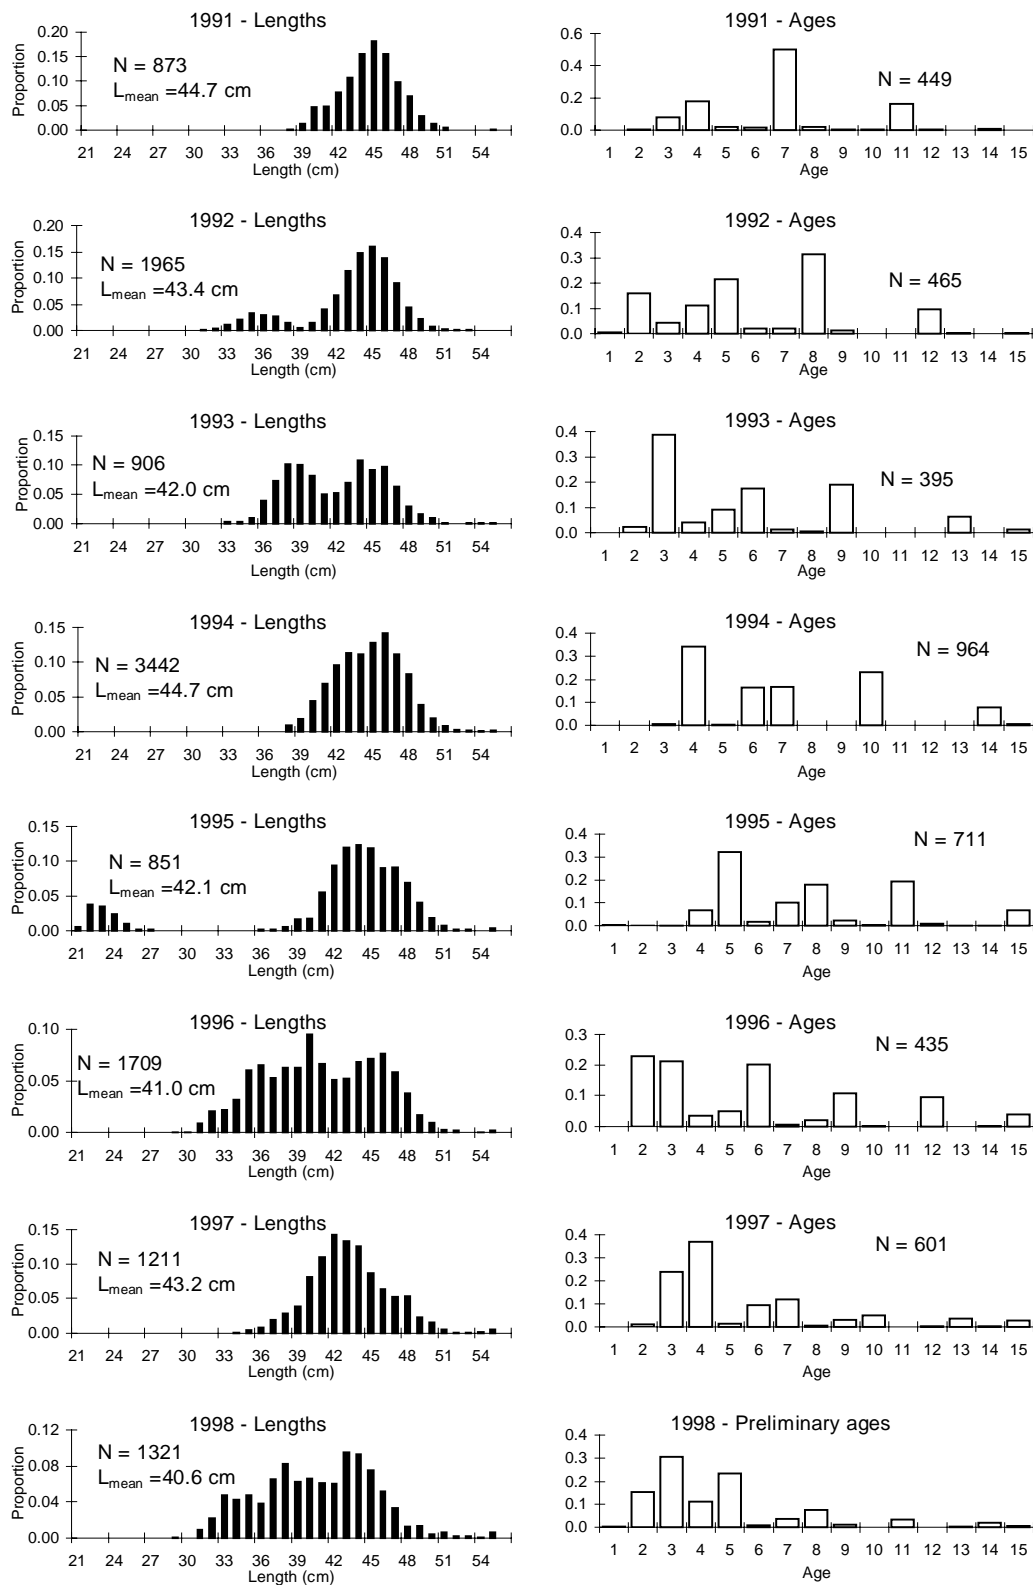 1991 - Lengths
Proportion
0.20
0.15
0.10
0.05
0.00
N = 873
Lmean =44.7 cm
21 24 27 30 33 36 39 42 45 48 51 54
Length (cm)
1991 - Ages
0.6
0.4
0.2
0.0
N = 449
1 2 3 4 5 6 7 8 9 10 11 12 13 14 15
Age
1992 - Lengths
Proportion
0.20
0.15
0.10
0.05
0.00
N = 1965
Lmean =43.4 cm
21 24 27 30 33 36 39 42 45 48 51 54
Length (cm)
1992 - Ages
0.4
0.3
0.2
0.1
0.0
N = 465
1 2 3 4 5 6 7 8 9 10 11 12 13 14 15
Age
1993 - Lengths
Proportion
0.15
0.10
0.05
0.00
N = 906
Lmean =42.0 cm
21 24 27 30 33 36 39 42 45 48 51 54
Length (cm)
1993 - Ages
0.4
0.3
0.2
0.1
0.0
N = 395
1 2 3 4 5 6 7 8 9 10 11 12 13 14 15
Age
1994 - Lengths
Proportion
0.15
0.10
0.05
0.00
N = 3442
Lmean =44.7 cm
21 24 27 30 33 36 39 42 45 48 51 54
Length (cm)
1994 - Ages
0.4
0.3
0.2
0.1
0.0
N = 964
1 2 3 4 5 6 7 8 9 10 11 12 13 14 15
Age
1995 - Lengths
Proportion
0.15
0.10
0.05
0.00
N = 851
Lmean =42.1 cm
21 24 27 30 33 36 39 42 45 48 51 54
Length (cm)
1995 - Ages
0.4
0.3
0.2
0.1
0.0
N = 711
1 2 3 4 5 6 7 8 9 10 11 12 13 14 15
Age
1996 - Lengths
Proportion
0.10
0.05
0.00
N = 1709
Lmean =41.0 cm
21 24 27 30 33 36 39 42 45 48 51 54
Length (cm)
1996 - Ages
0.3
0.2
0.1
0.0
N = 435
1 2 3 4 5 6 7 8 9 10 11 12 13 14 15
Age
1997 - Lengths
Proportion
0.15
0.10
0.05
0.00
N = 1211
Lmean =43.2 cm
21 24 27 30 33 36 39 42 45 48 51 54
Length (cm)
1997 - Ages
0.4
0.3
0.2
0.1
0.0
N = 601
1 2 3 4 5 6 7 8 9 10 11 12 13 14 15
Age
1998 - Lengths
Proportion
0.12
0.08
0.04
0.00
N = 1321
Lmean =40.6 cm
21 24 27 30 33 36 39 42 45 48 51 54
Length (cm)
1998 - Preliminary ages
0.4
0.3
0.2
0.1
0.0
1 2 3 4 5 6 7 8 9 10 11 12 13 14 15
Age